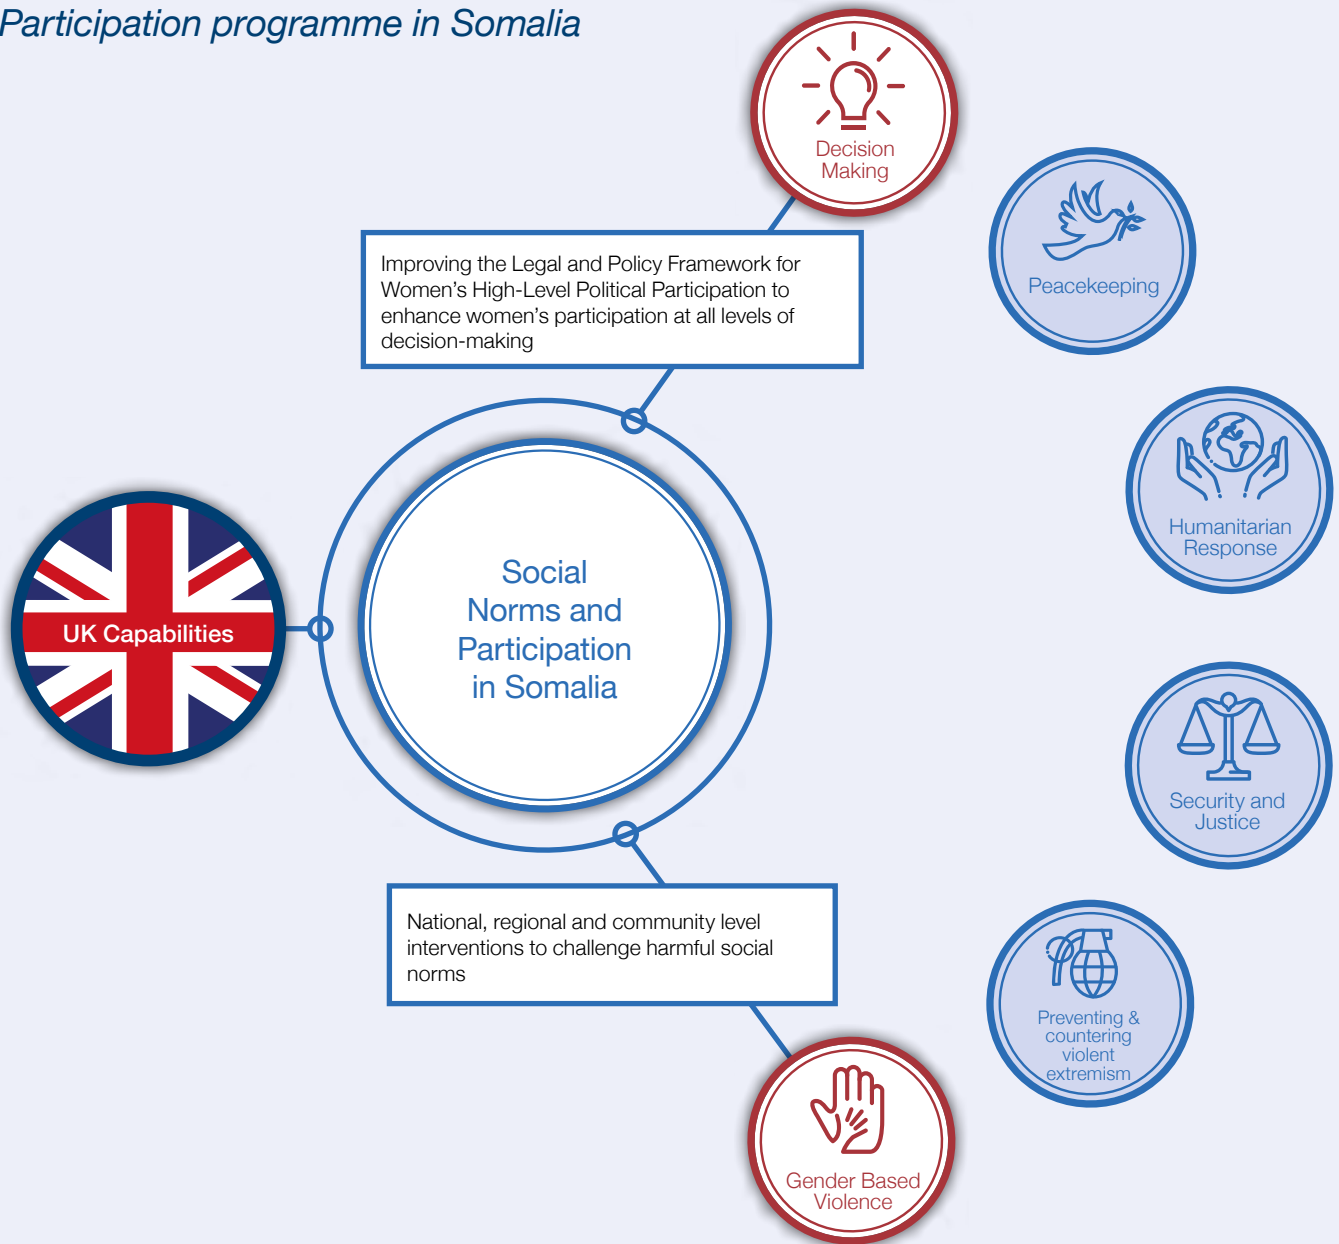 Participation programme in Somalia
Decision
Making
Peacekeeping
Improving the Legal and Policy Framework for
Women’s High-Level Political Participation to
enhance women’s participation at all levels of
decision-making
Humanitarian
Response
Social
Norms and
Participation
in Somalia
UK Capabilities
Security and
Justice
National, regional and community level
interventions to challenge harmful social
norms
Preventing &
countering
violent
extremism
Gender Based
Violence